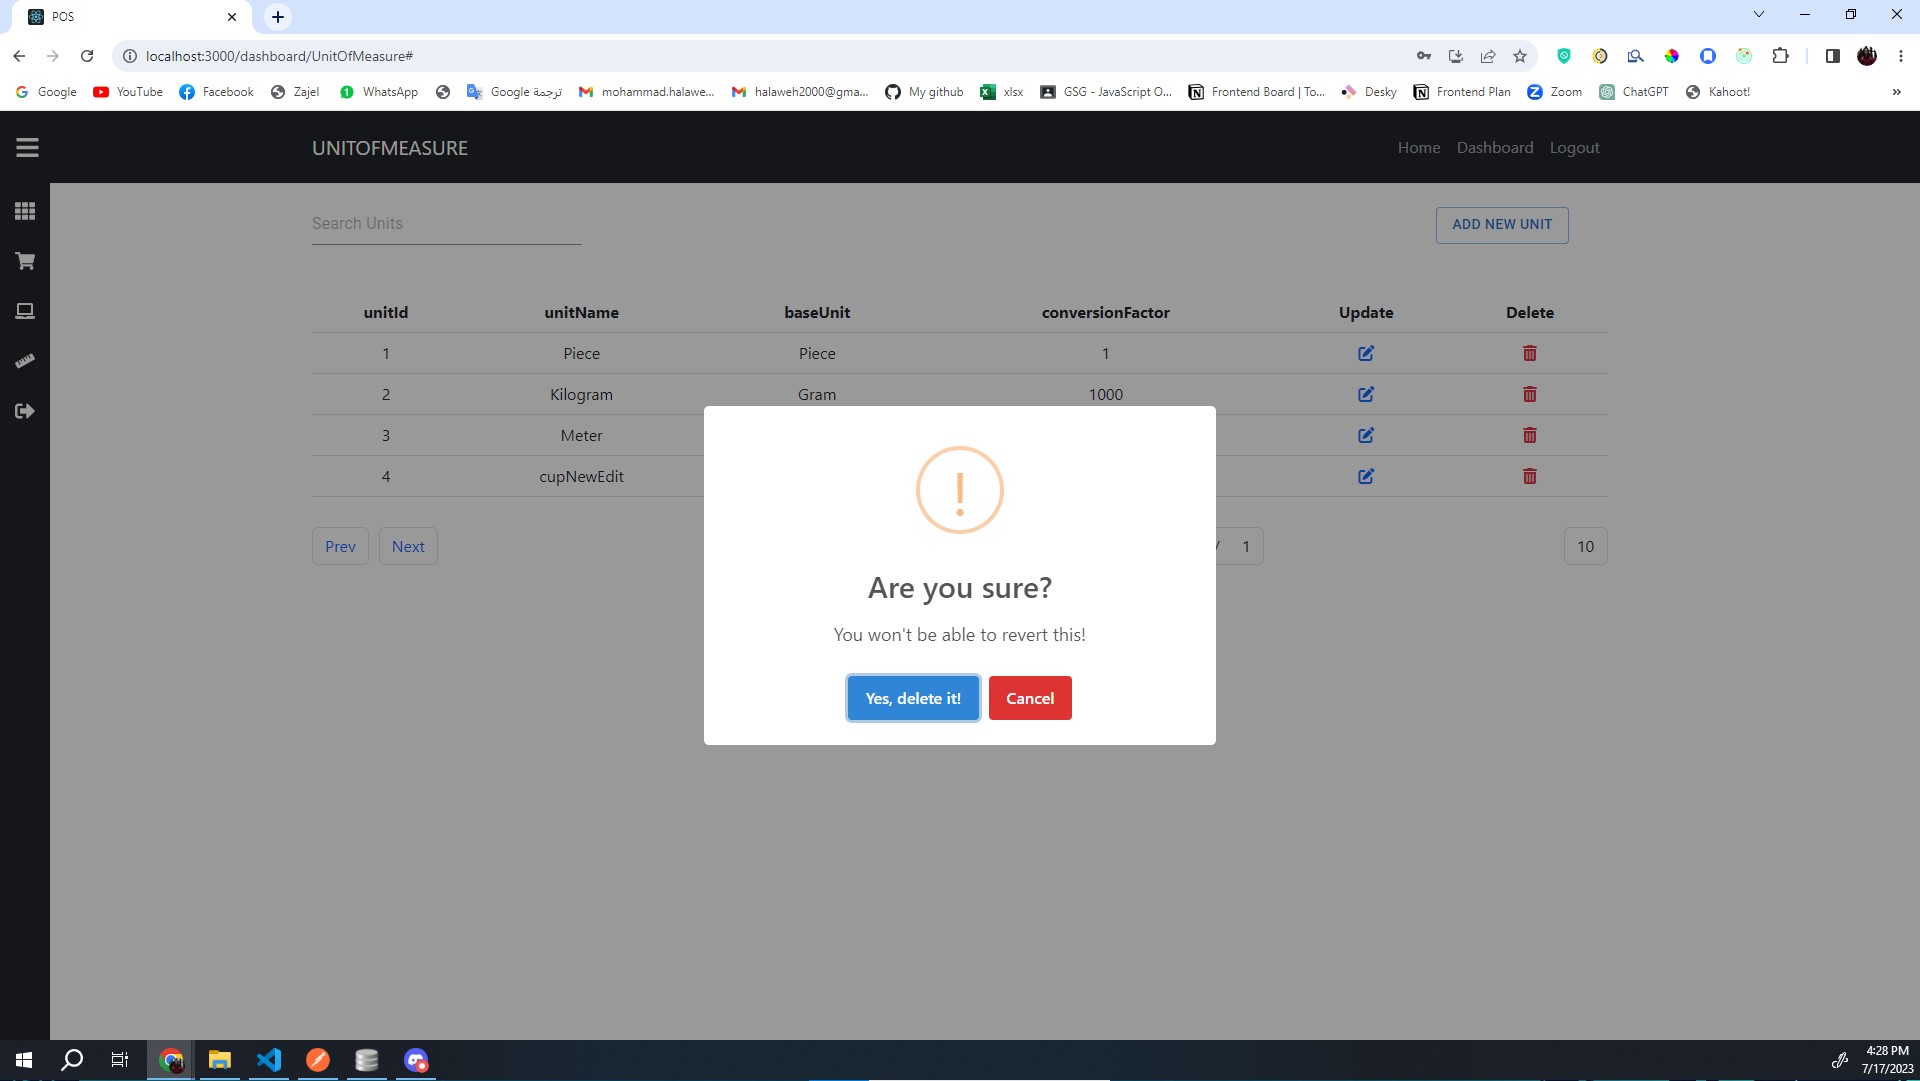 POS
localhost:3000/dashboard/UnitOfMeasure#
Google YouTube Facebook Zajel WhatsApp Google ترجمة mohammad.halawe... halaweh2000@gma... My github xlsx GSG - JavaScript O... Frontend Board | To... Desky Frontend Plan Zoom ChatGPT Kahoot! »
UNITOFMEASURE Home Dashboard Logout
Search Units ADD NEW UNIT
unitId unitName baseUnit conversionFactor Update Delete
1 Piece Piece 1
2 Kilogram Gram 1000
3 Meter
4 cupNewEdit
Prev Next / 1 10
!
Are you sure?
You won't be able to revert this!
Yes, delete it! Cancel
4:28 PM
7/17/2023